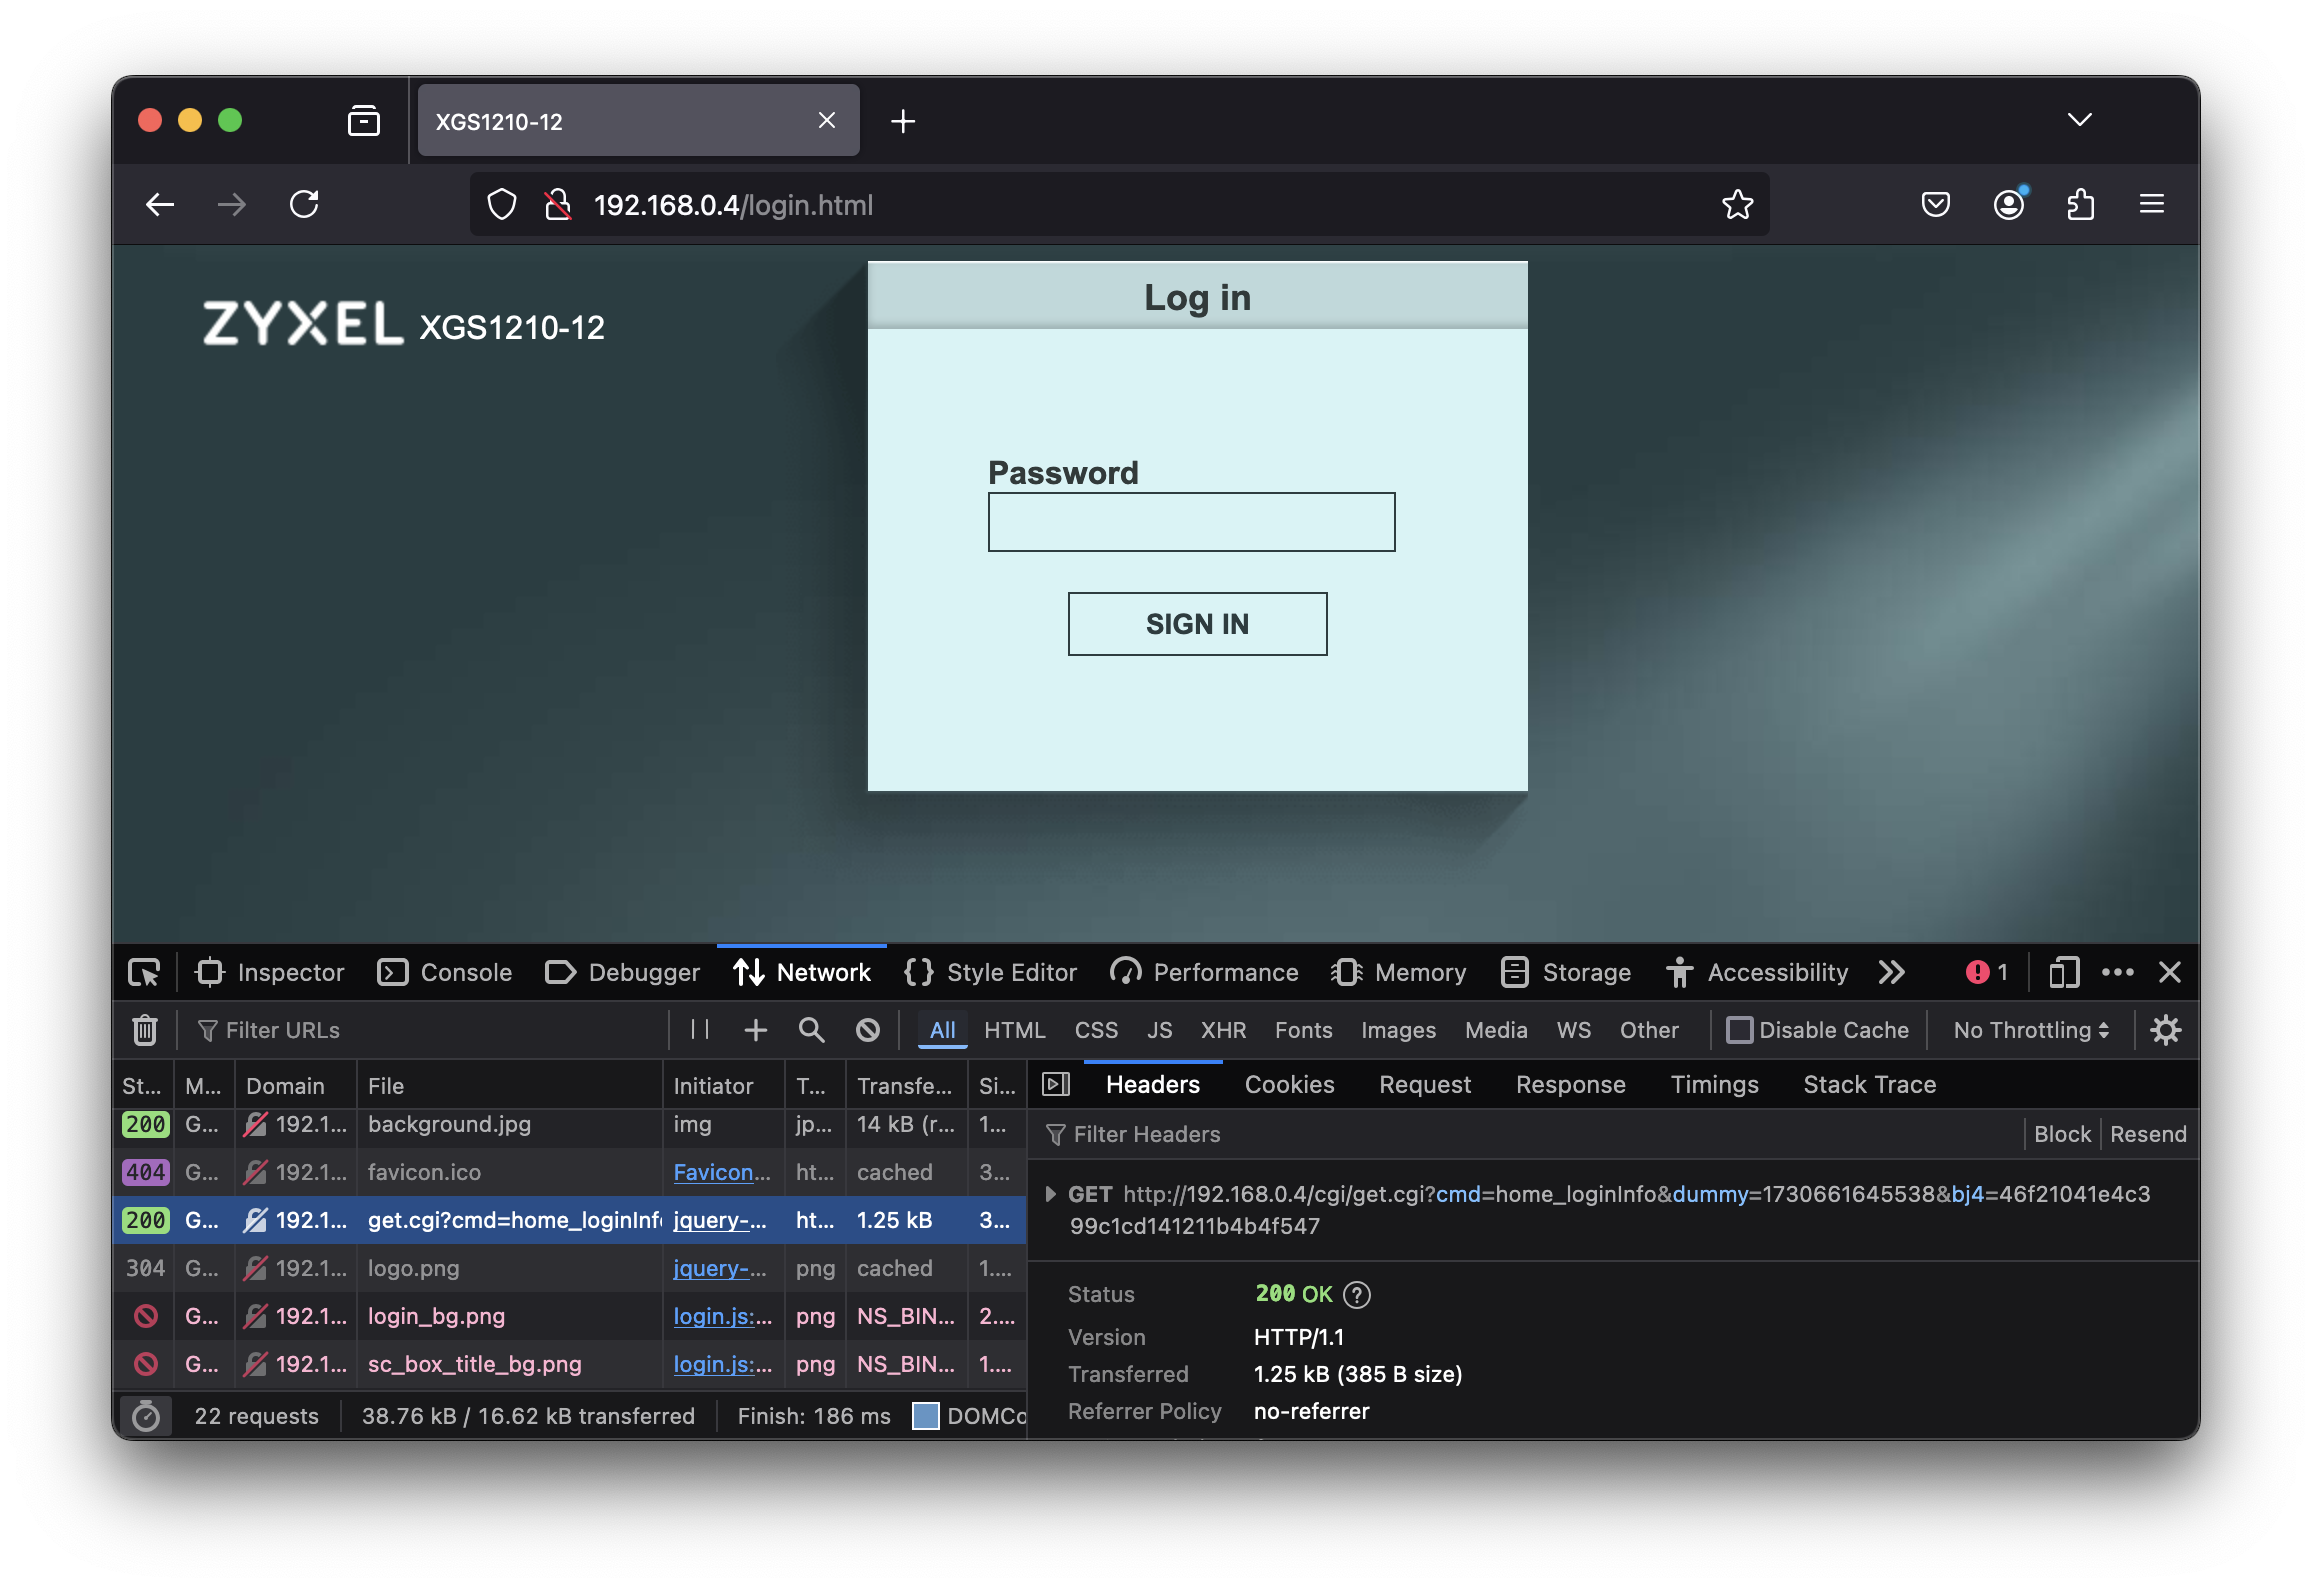 XGS1210-12
192.168.0.4/login.html
ZYXEL XGS1210-12
Log in
Password
SIGN IN
Inspector Console Debugger Network Style Editor Performance Memory Storage Accessibility 1
Filter URLs All HTML CSS JS XHR Fonts Images Media WS Other Disable Cache No Throttling
St... M... Domain File Initiator T... Transfe... Si...
200 G... 192.1... background.jpg img jp... 14 kB (r... 1...
404 G... 192.1... favicon.ico Favicon... ht... cached 3...
200 G... 192.1... get.cgi?cmd=home_loginInfo jquery-... ht... 1.25 kB 3...
304 G... 192.1... logo.png jquery-... png cached 1....
G... 192.1... login_bg.png login.js:... png NS_BIN... 2....
G... 192.1... sc_box_title_bg.png login.js:... png NS_BIN... 1....
22 requests 38.76 kB / 16.62 kB transferred Finish: 186 ms DOMCo
Headers Cookies Request Response Timings Stack Trace
Filter Headers Block Resend
GET http://192.168.0.4/cgi/get.cgi?cmd=home_loginInfo&dummy=1730661645538&bj4=46f21041e4c3
99c1cd141211b4b4f547
Status 200 OK ?
Version HTTP/1.1
Transferred 1.25 kB (385 B size)
Referrer Policy no-referrer